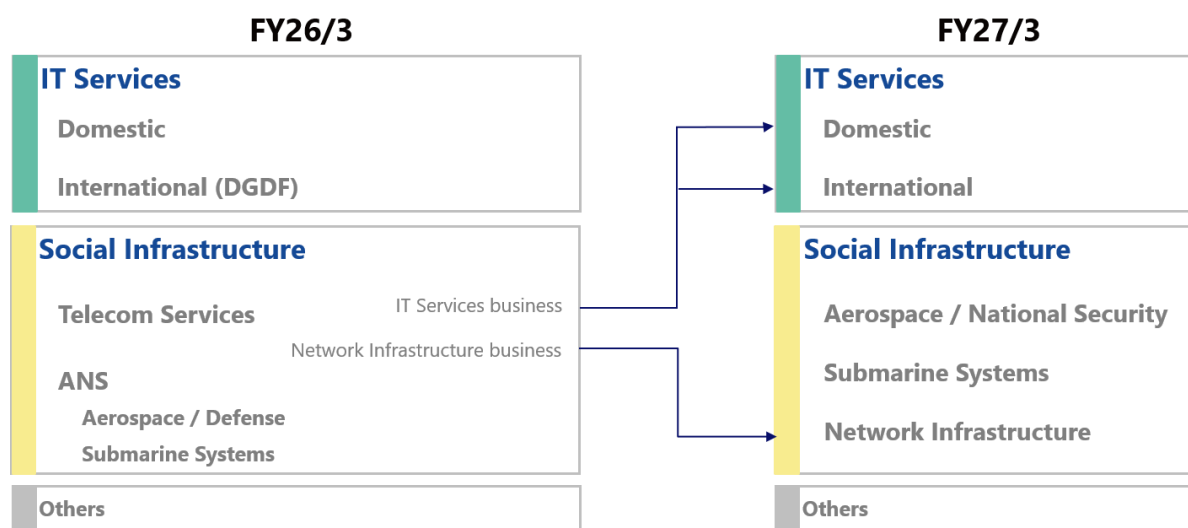 FY26/3
IT Services
Domestic
International (DGDF)
Social Infrastructure
Telecom Services
IT Services business
Network Infrastructure business
ANS
Aerospace / Defense
Submarine Systems
Others
FY27/3
IT Services
Domestic
International
Social Infrastructure
Aerospace / National Security
Submarine Systems
Network Infrastructure
Others